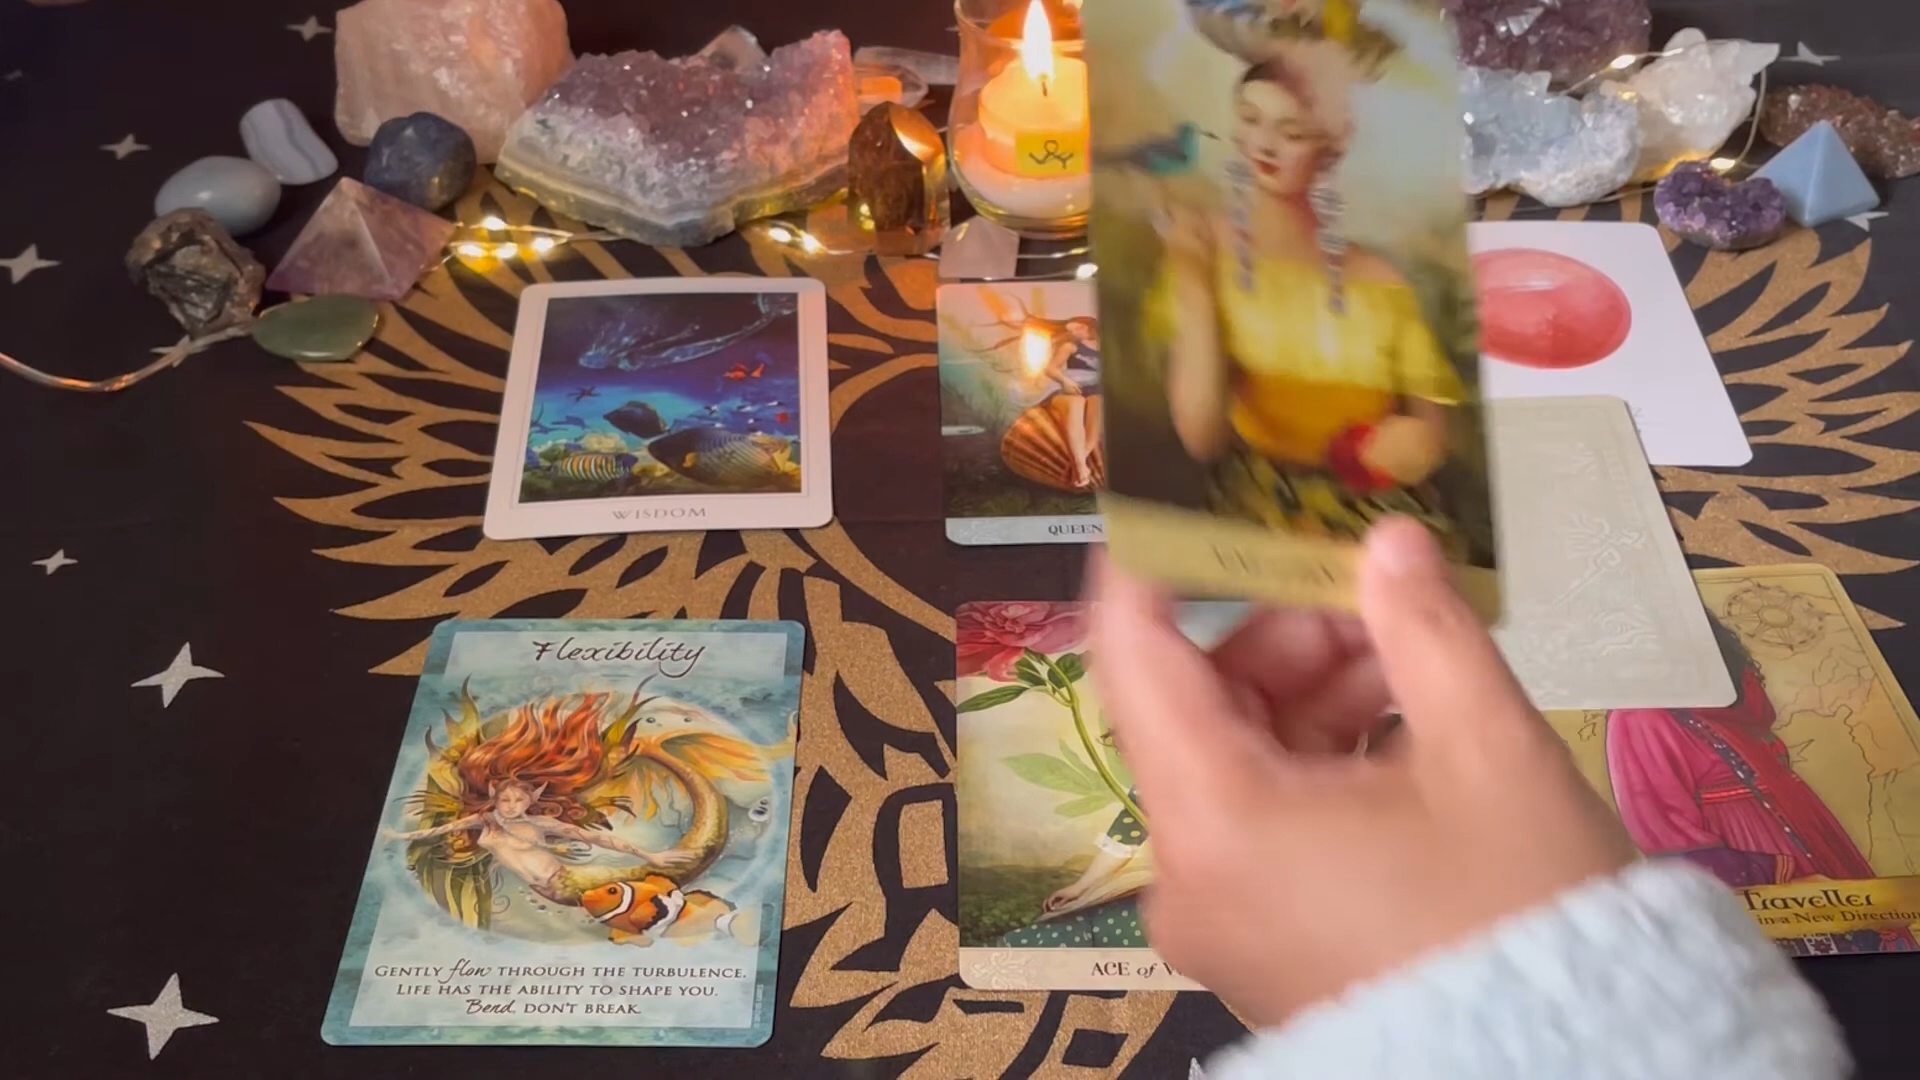 WISDOM
QUEEN
Flexibility
GENTLY flow THROUGH THE TURBULENCE.
LIFE HAS THE ABILITY TO SHAPE YOU.
Bend, DON'T BREAK.
ACE of W
Traveller
in a New Direction